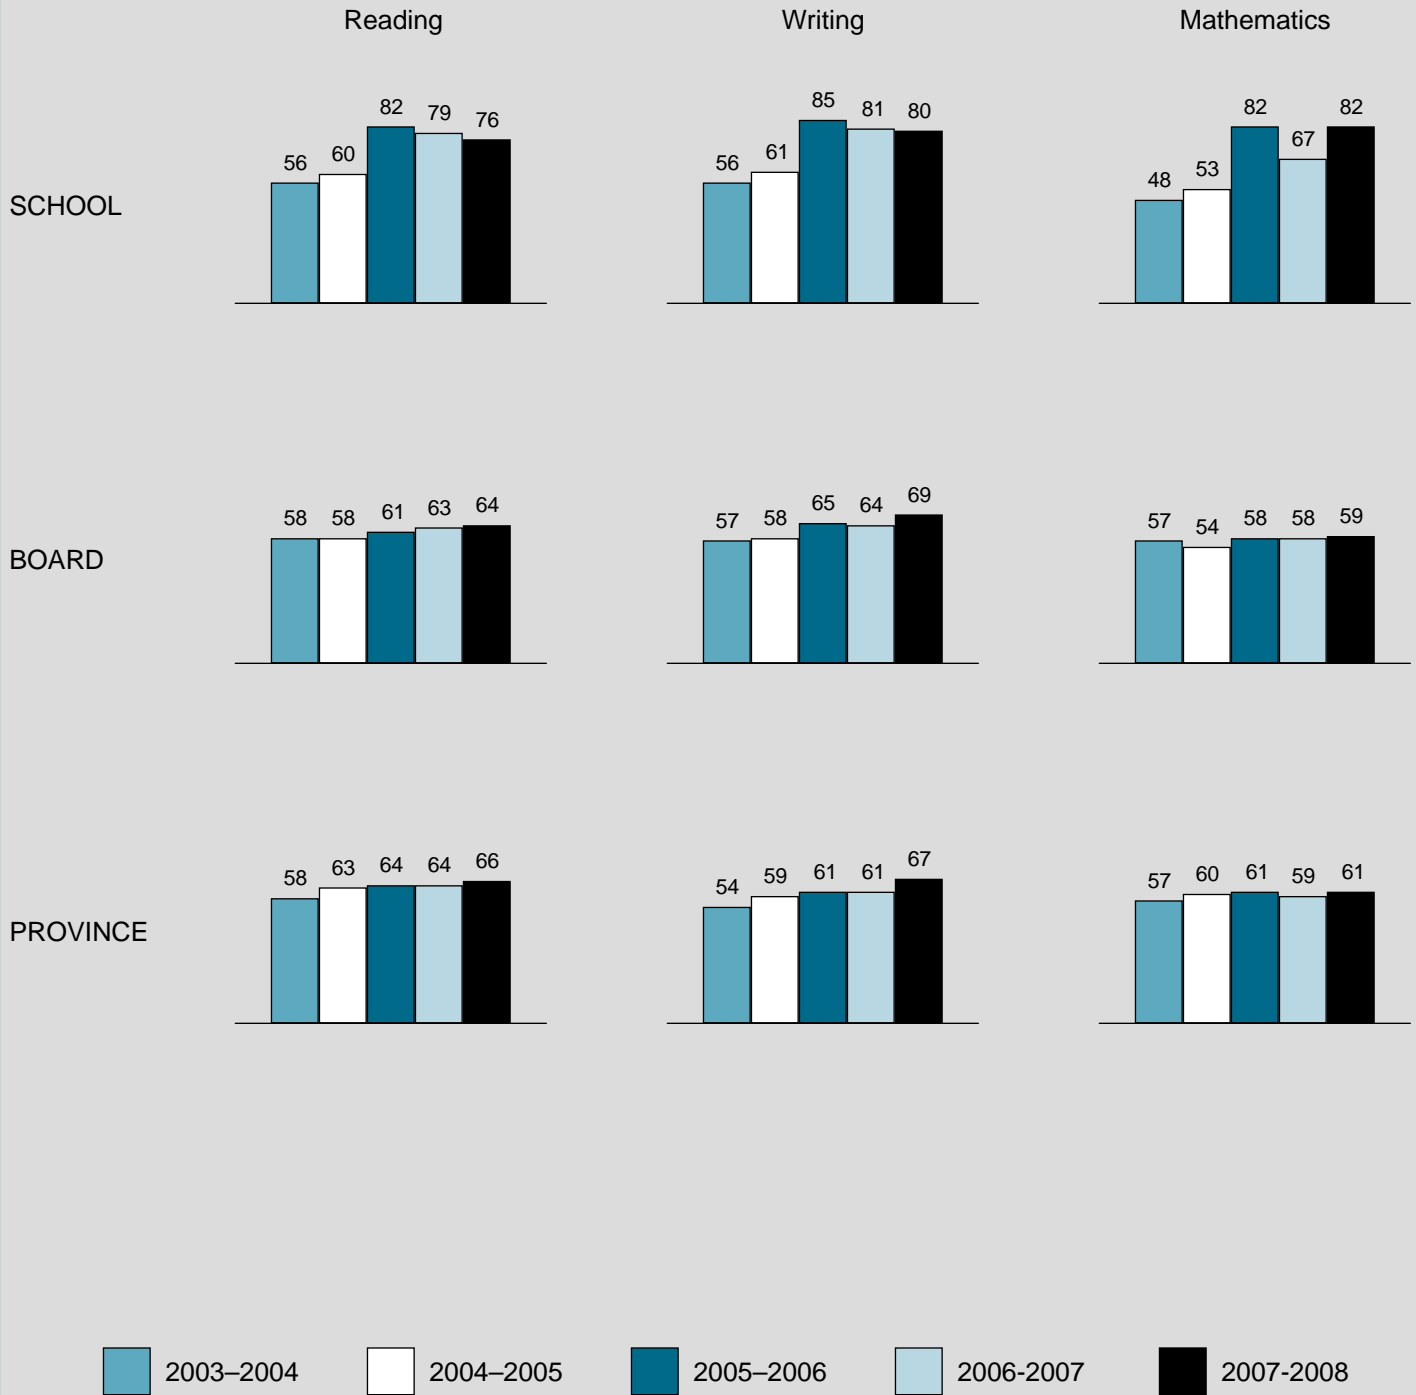 Reading Writing Mathematics
SCHOOL
56 60 82 79 76
56 61 85 81 80
48 53 82 67 82
BOARD
58 58 61 63 64
57 58 65 64 69
57 54 58 58 59
PROVINCE
58 63 64 64 66
54 59 61 61 67
57 60 61 59 61
2003–2004 2004–2005 2005–2006 2006-2007 2007-2008